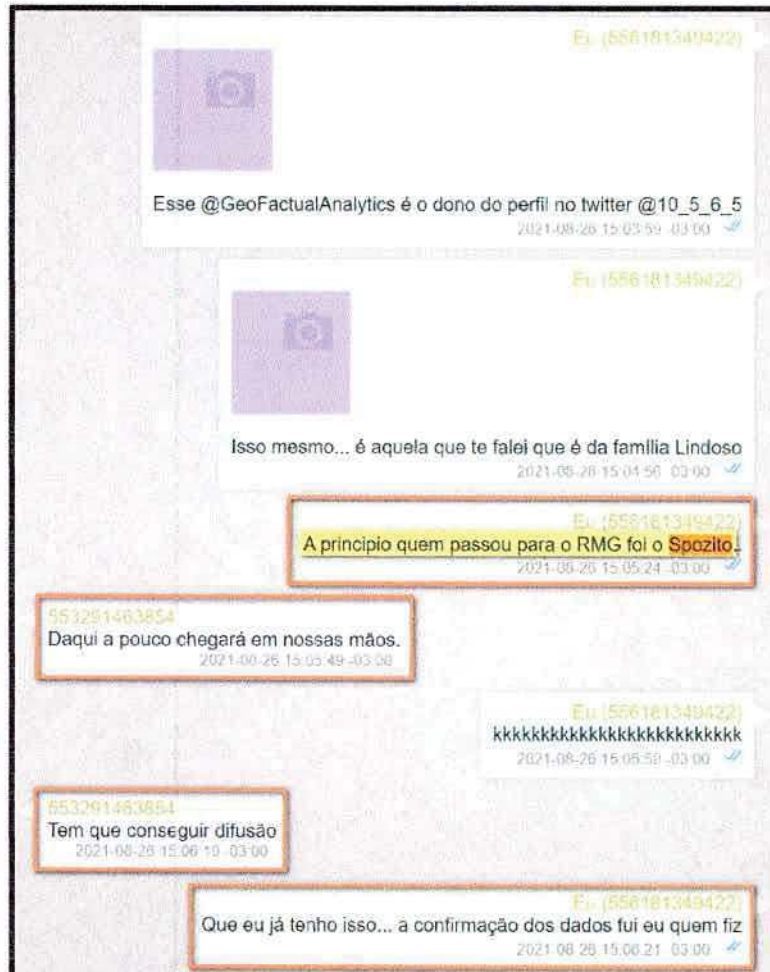 Eu (556181349422)
Esse @GeoFactualAnalytics é o dono do perfil no twitter @10_5_6_5
2021-08-26 15:03:59 -03:00
Eu (556181349422)
Isso mesmo... é aquela que te falei que é da família Lindoso
2021-08-26 15:04:56 -03:00
Eu (556181349422)
A principio quem passou para o RMG foi o Spozito.
2021-08-26 15:05:24 -03:00
553291463854
Daqui a pouco chegará em nossas mãos.
2021-08-26 15:05:49 -03:00
Eu (556181349422)
kkkkkkkkkkkkkkkkkkkkkkkkkk
2021-08-26 15:05:59 -03:00
553291463854
Tem que conseguir difusão
2021-08-26 15:06:19 -03:00
Eu (556181349422)
Que eu já tenho isso... a confirmação dos dados fui eu quem fiz
2021-08-26 15:06:21 -03:00